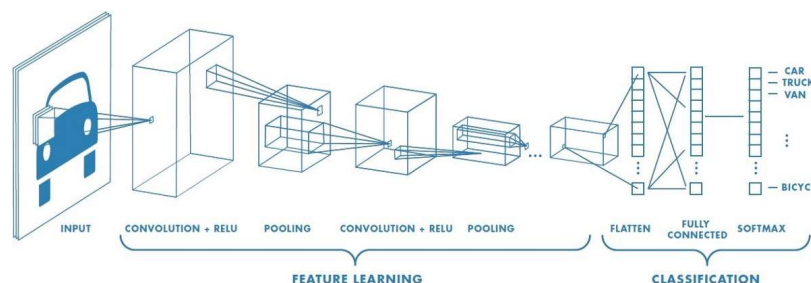 CAR
TRUCK
VAN
BICYC
INPUT
CONVOLUTION + RELU
POOLING
CONVOLUTION + RELU
POOLING
FLATTEN
FULLY
CONNECTED
SOFTMAX
FEATURE LEARNING
CLASSIFICATION